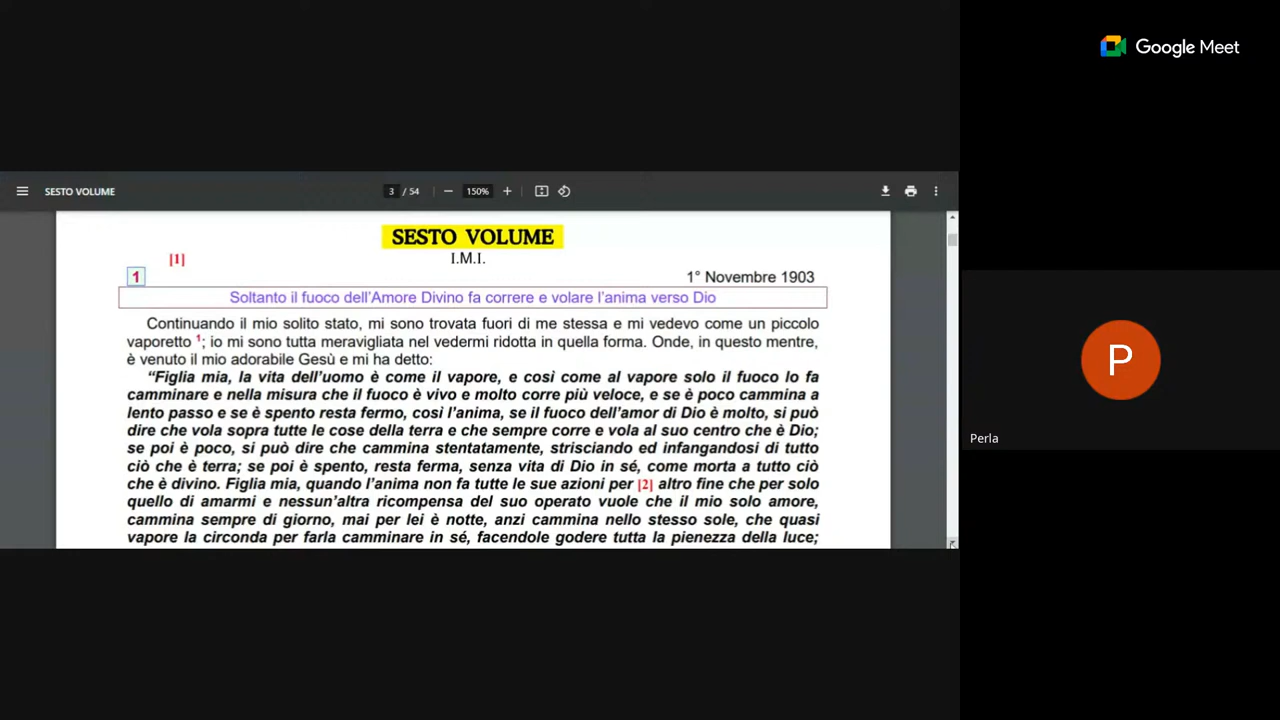 Google Meet
SESTO VOLUME
3 / 54
150%
SESTO VOLUME
[1]
I.M.I.
1
1° Novembre 1903
Soltanto il fuoco dell’Amore Divino fa correre e volare l’anima verso Dio
Continuando il mio solito stato, mi sono trovata fuori di me stessa e mi vedevo come un piccolo
vaporetto 1; io mi sono tutta meravigliata nel vedermi ridotta in quella forma. Onde, in questo mentre,
è venuto il mio adorabile Gesù e mi ha detto:
“Figlia mia, la vita dell’uomo è come il vapore, e così come al vapore solo il fuoco lo fa
camminare e nella misura che il fuoco è vivo e molto corre più veloce, e se è poco cammina a
lento passo e se è spento resta fermo, così l’anima, se il fuoco dell’amor di Dio è molto, si può
dire che vola sopra tutte le cose della terra e che sempre corre e vola al suo centro che è Dio;
se poi è poco, si può dire che cammina stentatamente, strisciando ed infangandosi di tutto
ciò che è terra; se poi è spento, resta ferma, senza vita di Dio in sé, come morta a tutto ciò
che è divino. Figlia mia, quando l’anima non fa tutte le sue azioni per [2] altro fine che per solo
quello di amarmi e nessun’altra ricompensa del suo operato vuole che il mio solo amore,
cammina sempre di giorno, mai per lei è notte, anzi cammina nello stesso sole, che quasi
vapore la circonda per farla camminare in sé, facendole godere tutta la pienezza della luce;
P
Perla